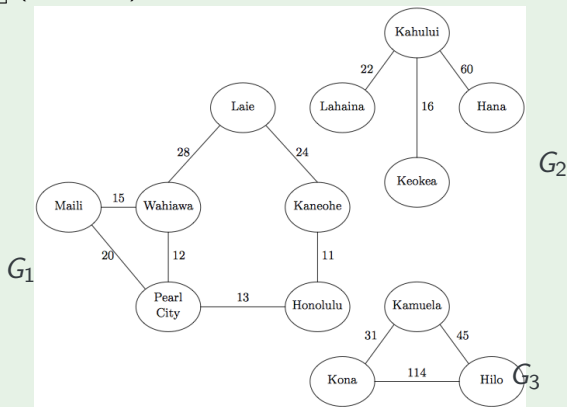 Kahului
22
60
Laie
Lahaina
16
Hana
28
24
G2
Keokea
Maili
15
Wahiawa
Kaneohe
20
12
11
G1
Pearl
City
13
Honolulu
Kamuela
31
45
Kona
114
Hilo
G3